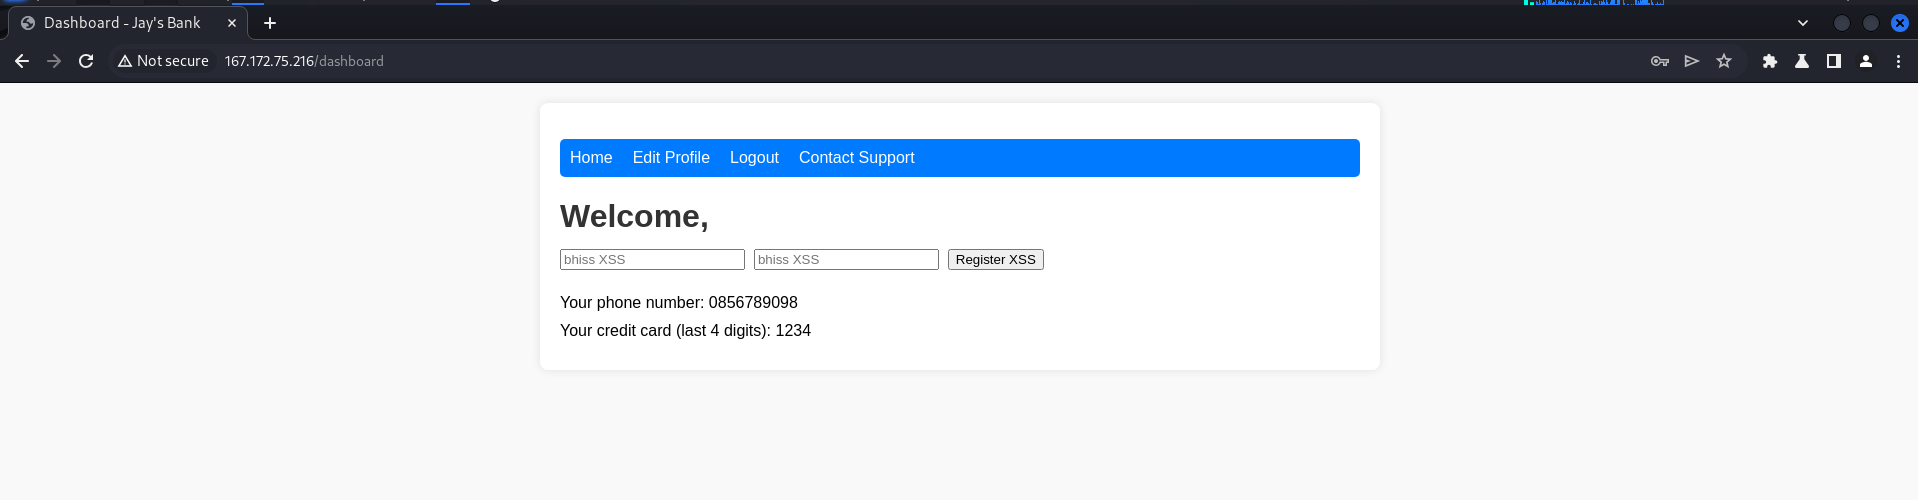 Dashboard - Jay's Bank
Not secure 167.172.75.216/dashboard
Home Edit Profile Logout Contact Support
Welcome,
bhiss XSS bhiss XSS Register XSS
Your phone number: 0856789098
Your credit card (last 4 digits): 1234